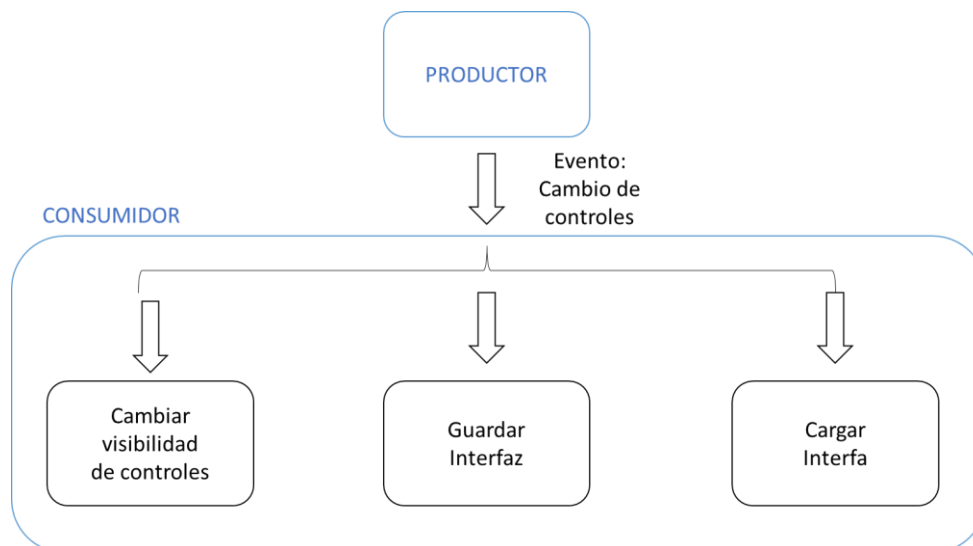 PRODUCTOR
Evento:
Cambio de
controles
CONSUMIDOR
Cambiar
visibilidad
de controles
Guardar
Interfaz
Cargar
Interfa